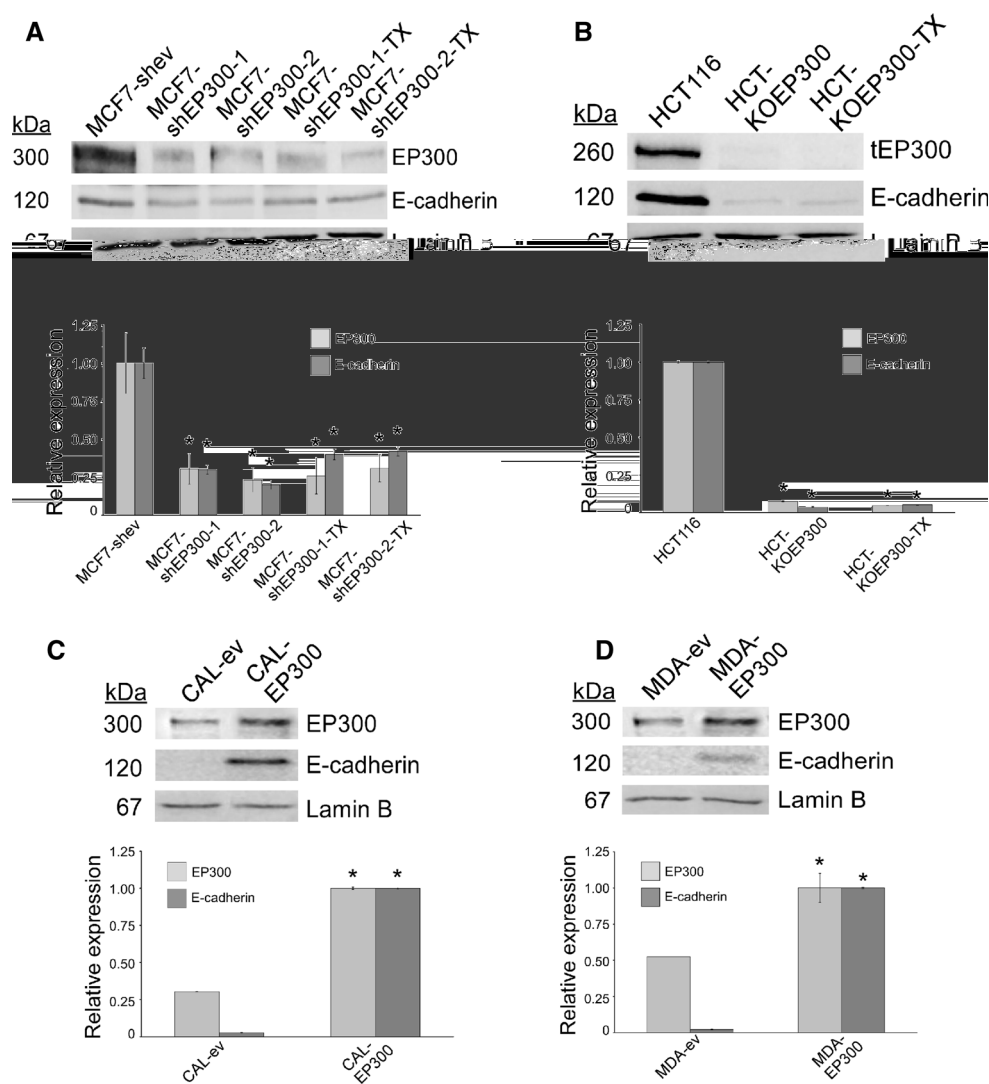 A
MCF7-shev
MCF7-
shEP300-1
MCF7-
shEP300-2
MCF7-
shEP300-1-TX
MCF7-
shEP300-2-TX
kDa
300
EP300
120
E-cadherin
67
Relative expression
1.25
1.00
0.75
0.50
0.25
0
EP300
E-cadherin
* * * * * * * *
MCF7-shev
MCF7-
shEP300-1
MCF7-
shEP300-2
MCF7-
shEP300-1-TX
MCF7-
shEP300-2-TX
B
HCT116
HCT-
KOEP300
HCT-
KOEP300-TX
kDa
260
tEP300
120
E-cadherin
67
Relative expression
1.25
1.00
0.75
0.50
0.25
0
EP300
E-cadherin
* * * *
HCT116
HCT-
KOEP300
HCT-
KOEP300-TX
C
CAL-ev
CAL-
EP300
kDa
300
EP300
120
E-cadherin
67
Lamin B
Relative expression
1.25
1.00
0.75
0.50
0.25
0
EP300
E-cadherin
* *
CAL-ev
CAL-
EP300
D
MDA-ev
MDA-
EP300
kDa
300
EP300
120
E-cadherin
67
Lamin B
Relative expression
1.25
1.00
0.75
0.50
0.25
0
EP300
E-cadherin
* *
MDA-ev
MDA-
EP300